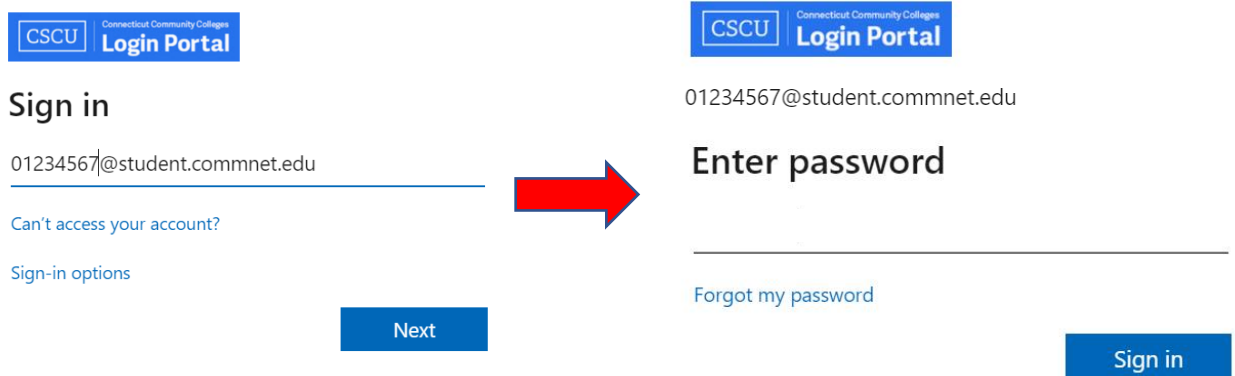 CSCU
Connecticut Community Colleges
Login Portal
Sign in
01234567@student.commnet.edu
Can't access your account?
Sign-in options
Next
CSCU
Connecticut Community Colleges
Login Portal
01234567@student.commnet.edu
Enter password
Forgot my password
Sign in